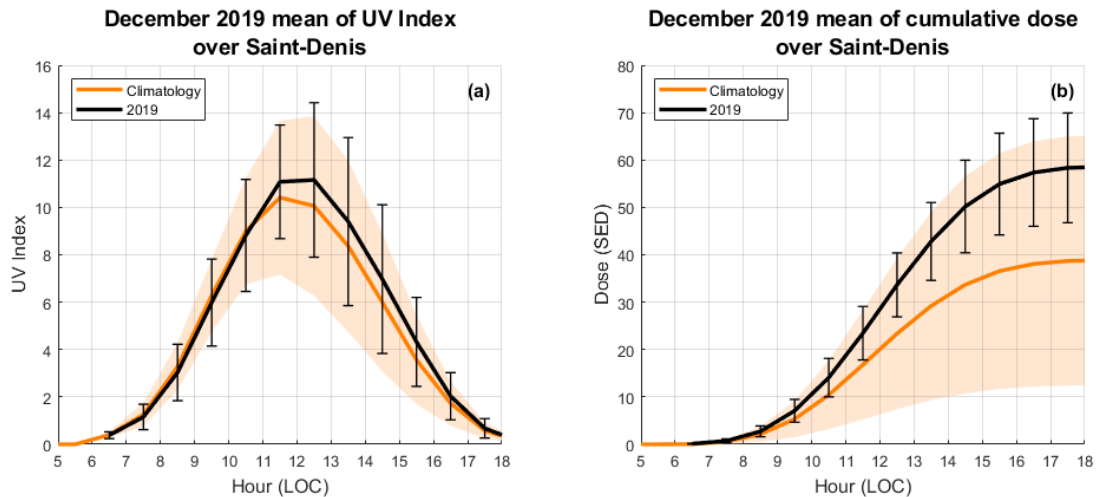 December 2019 mean of UV Index
over Saint-Denis
16
14
12
10
8
6
4
2
0
UV Index
Climatology
2019
(a)
5 6 7 8 9 10 11 12 13 14 15 16 17 18
Hour (LOC)
December 2019 mean of cumulative dose
over Saint-Denis
80
70
60
50
40
30
20
10
0
Dose (SED)
Climatology
2019
(b)
5 6 7 8 9 10 11 12 13 14 15 16 17 18
Hour (LOC)